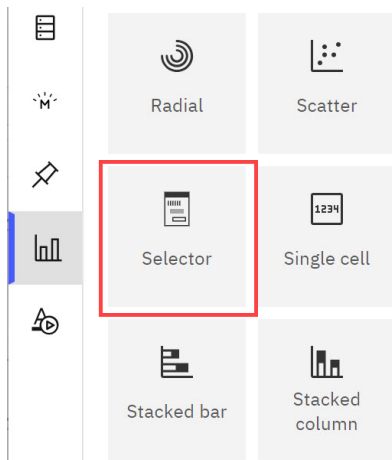 M
Radial
Scatter
1234
Selector
Single cell
Stacked bar
Stacked
column
A